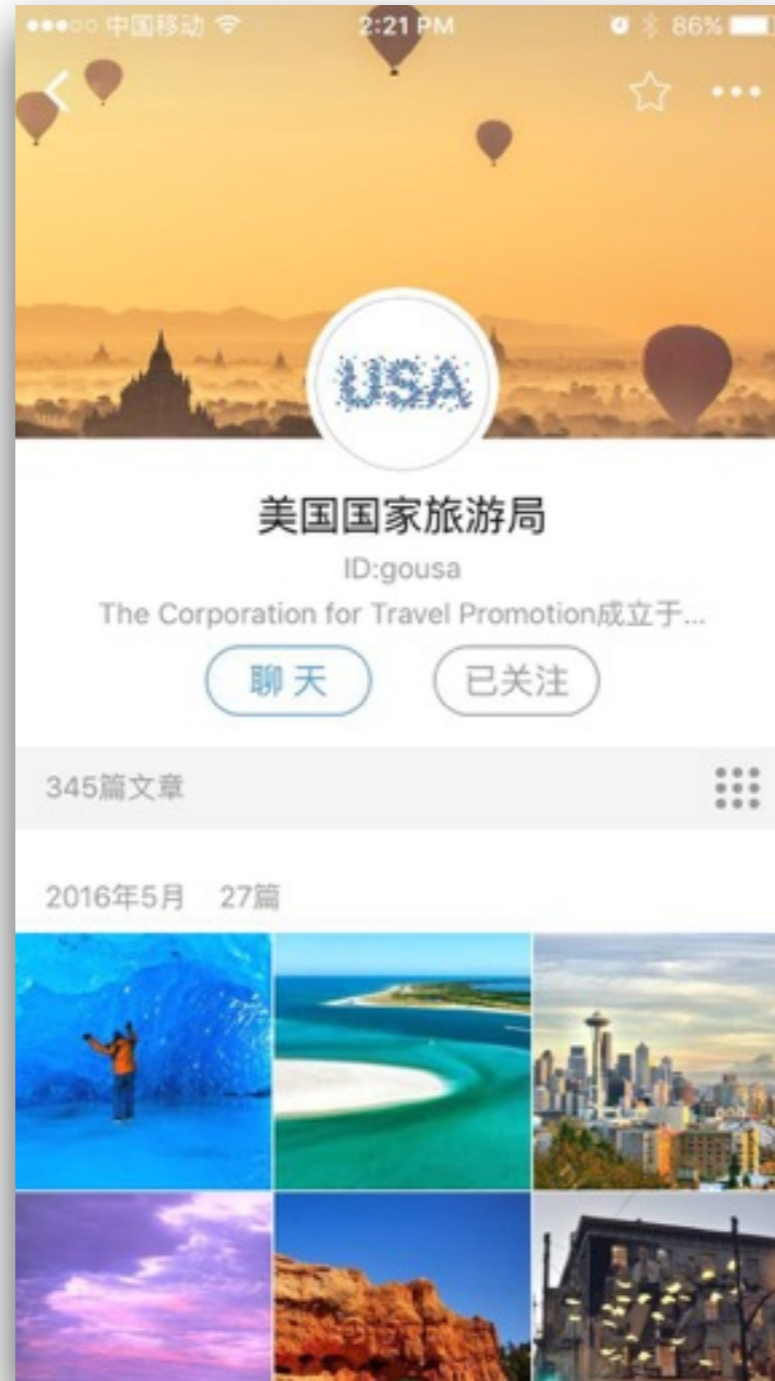 中国移动 2:21 PM 86%
USA
美国国家旅游局
ID:gousa
The Corporation for Travel Promotion成立于...
聊天 已关注
345篇文章
2016年5月 27篇